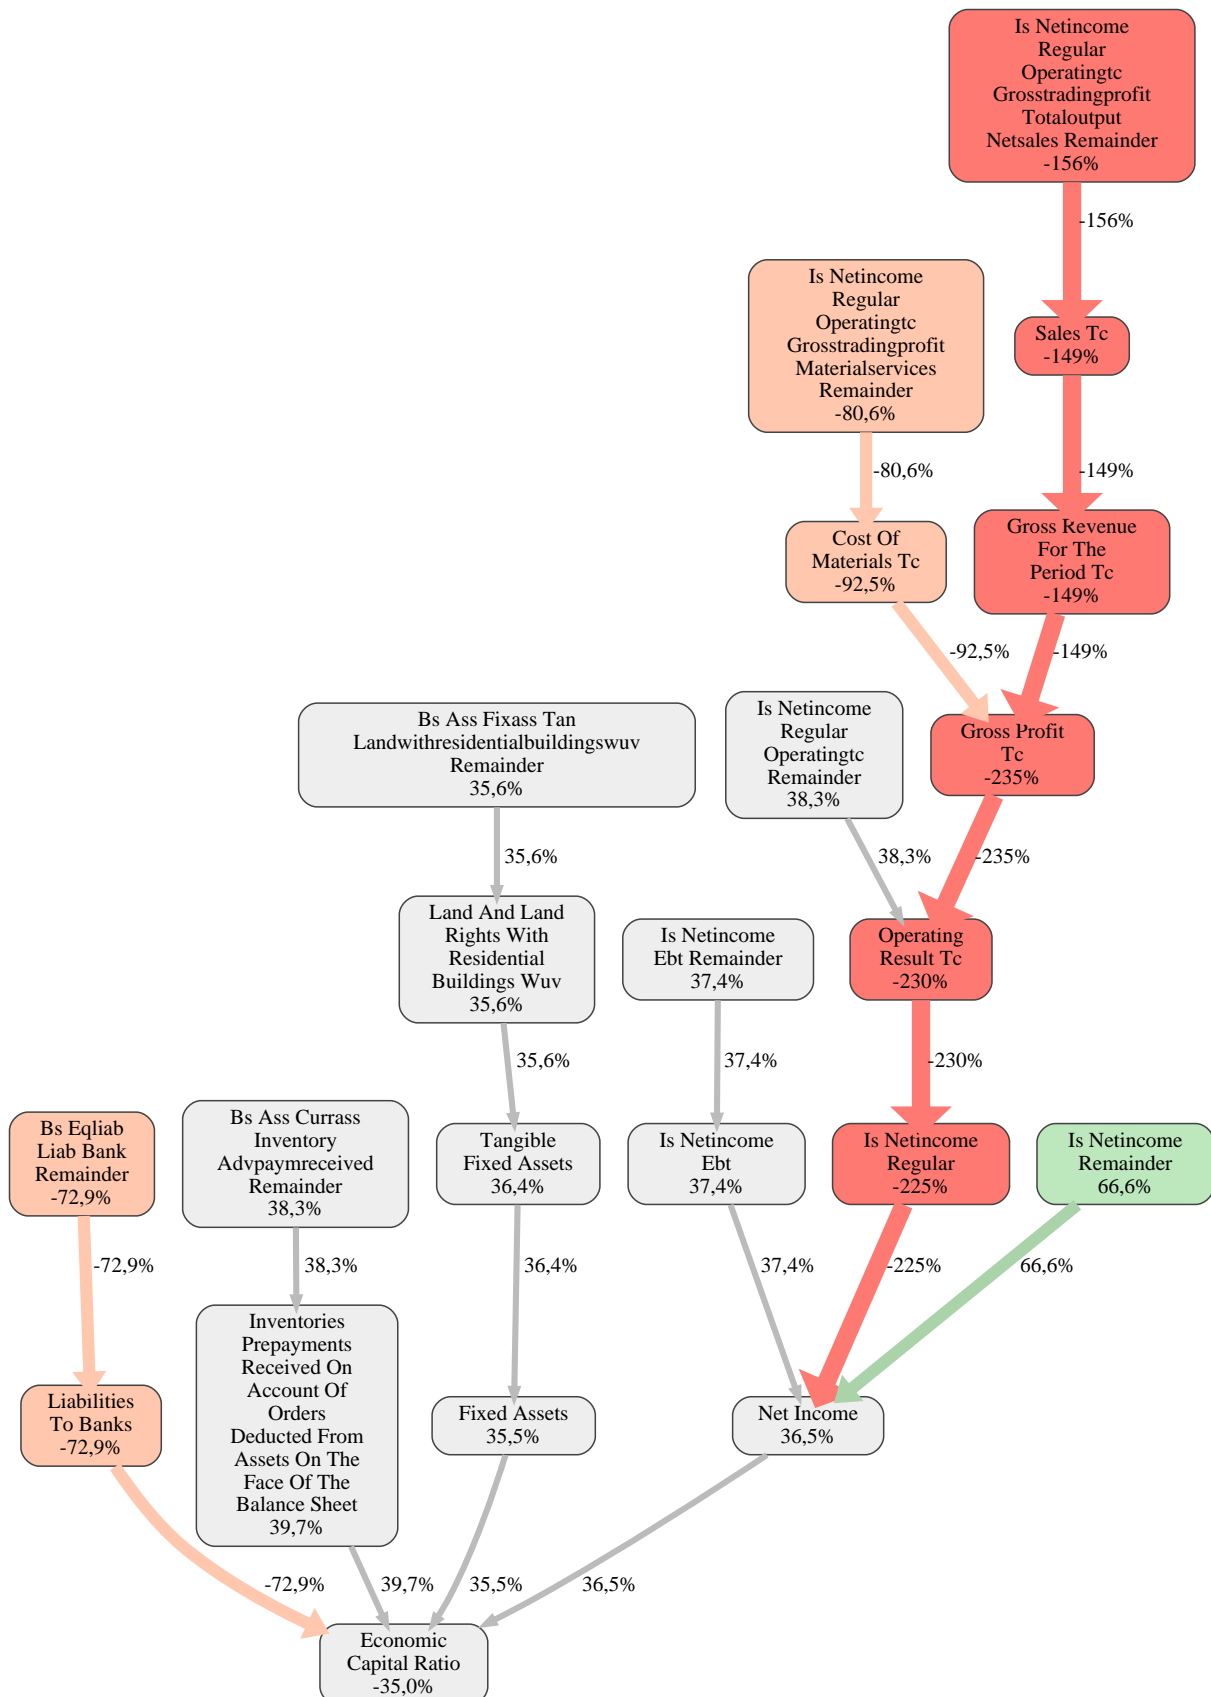 Is Netincome
Regular
Operatingtc
Grosstradingprofit
Totaloutput
Netsales Remainder
-156%
-156%
Is Netincome
Regular
Operatingtc
Grosstradingprofit
Materialservices
Remainder
-80,6%
Sales Tc
-149%
-80,6%
-149%
Cost Of
Materials Tc
-92,5%
Gross Revenue
For The
Period Tc
-149%
-92,5%
-149%
Bs Ass Fixass Tan
Landwithresidentialbuildingswuv
Remainder
35,6%
Is Netincome
Regular
Operatingtc
Remainder
38,3%
Gross Profit
Tc
-235%
35,6%
38,3%
-235%
Land And Land
Rights With
Residential
Buildings Wuv
35,6%
Is Netincome
Ebt Remainder
37,4%
Operating
Result Tc
-230%
35,6%
37,4%
-230%
Bs Eqliab
Liab Bank
Remainder
-72,9%
Bs Ass Currass
Inventory
Advpaymreceived
Remainder
38,3%
Tangible
Fixed Assets
36,4%
Is Netincome
Ebt
37,4%
Is Netincome
Regular
-225%
Is Netincome
Remainder
66,6%
-72,9%
38,3%
36,4%
37,4%
-225%
66,6%
Liabilities
To Banks
-72,9%
Inventories
Prepayments
Received On
Account Of
Orders
Deducted From
Assets On The
Face Of The
Balance Sheet
39,7%
Fixed Assets
35,5%
Net Income
36,5%
-72,9%
39,7%
35,5%
36,5%
Economic
Capital Ratio
-35,0%